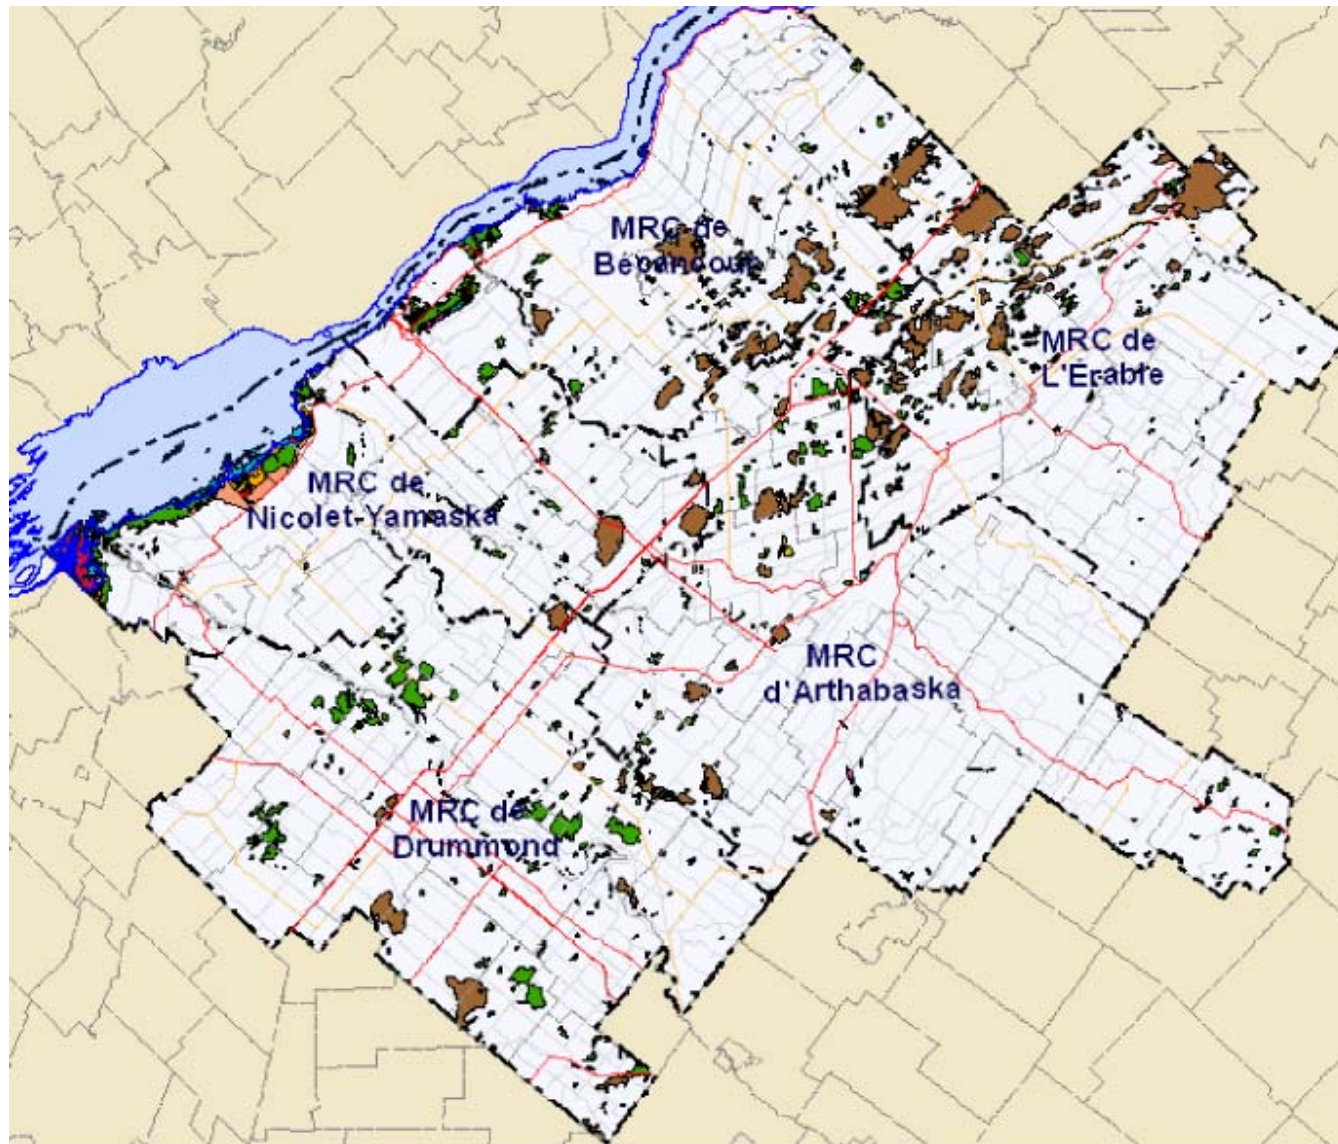 MRC de
Bécancour
MRC de
L'Érable
MRC de
Nicolet-Yamaska
MRC
d'Arthabaska
MRC de
Drummond